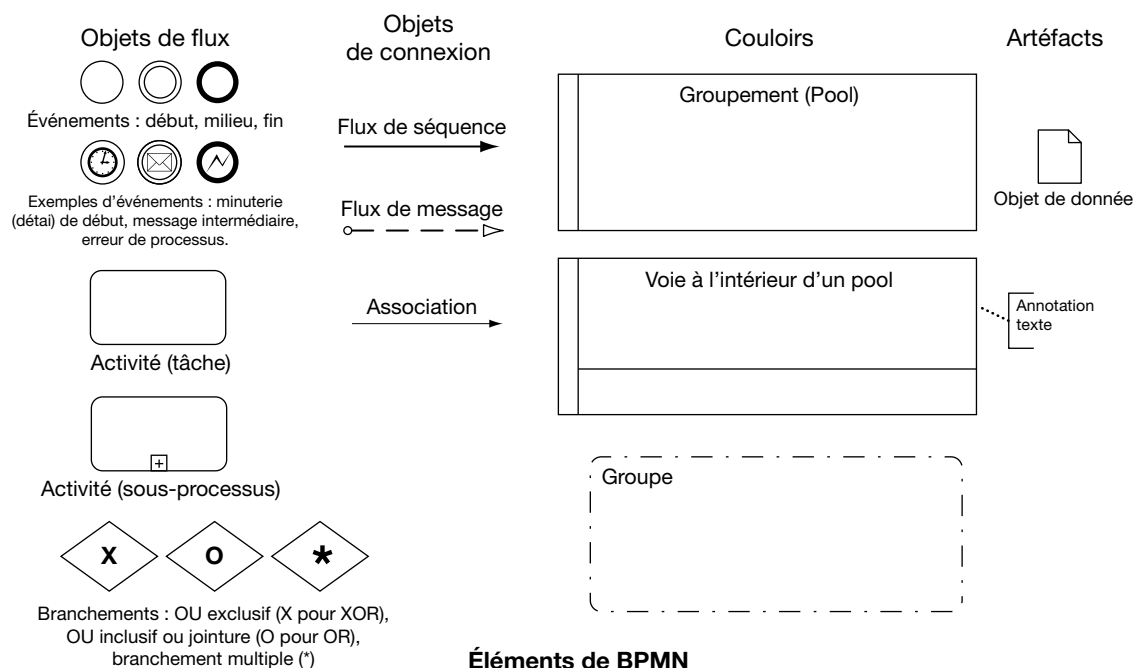 Objets de flux
Événements : début, milieu, fin
Exemples d'événements : minuterie
(détai) de début, message intermédiaire,
erreur de processus.
Activité (tâche)
+
Activité (sous-processus)
X
O
*
Branchements : OU exclusif (X pour XOR),
OU inclusif ou jointure (O pour OR),
branchement multiple (*)
Objets
de connexion
Flux de séquence
Flux de message
Association
Couloirs
Groupement (Pool)
Voie à l'intérieur d'un pool
Groupe
Artéfacts
Objet de donnée
Annotation
texte
Éléments de BPMN